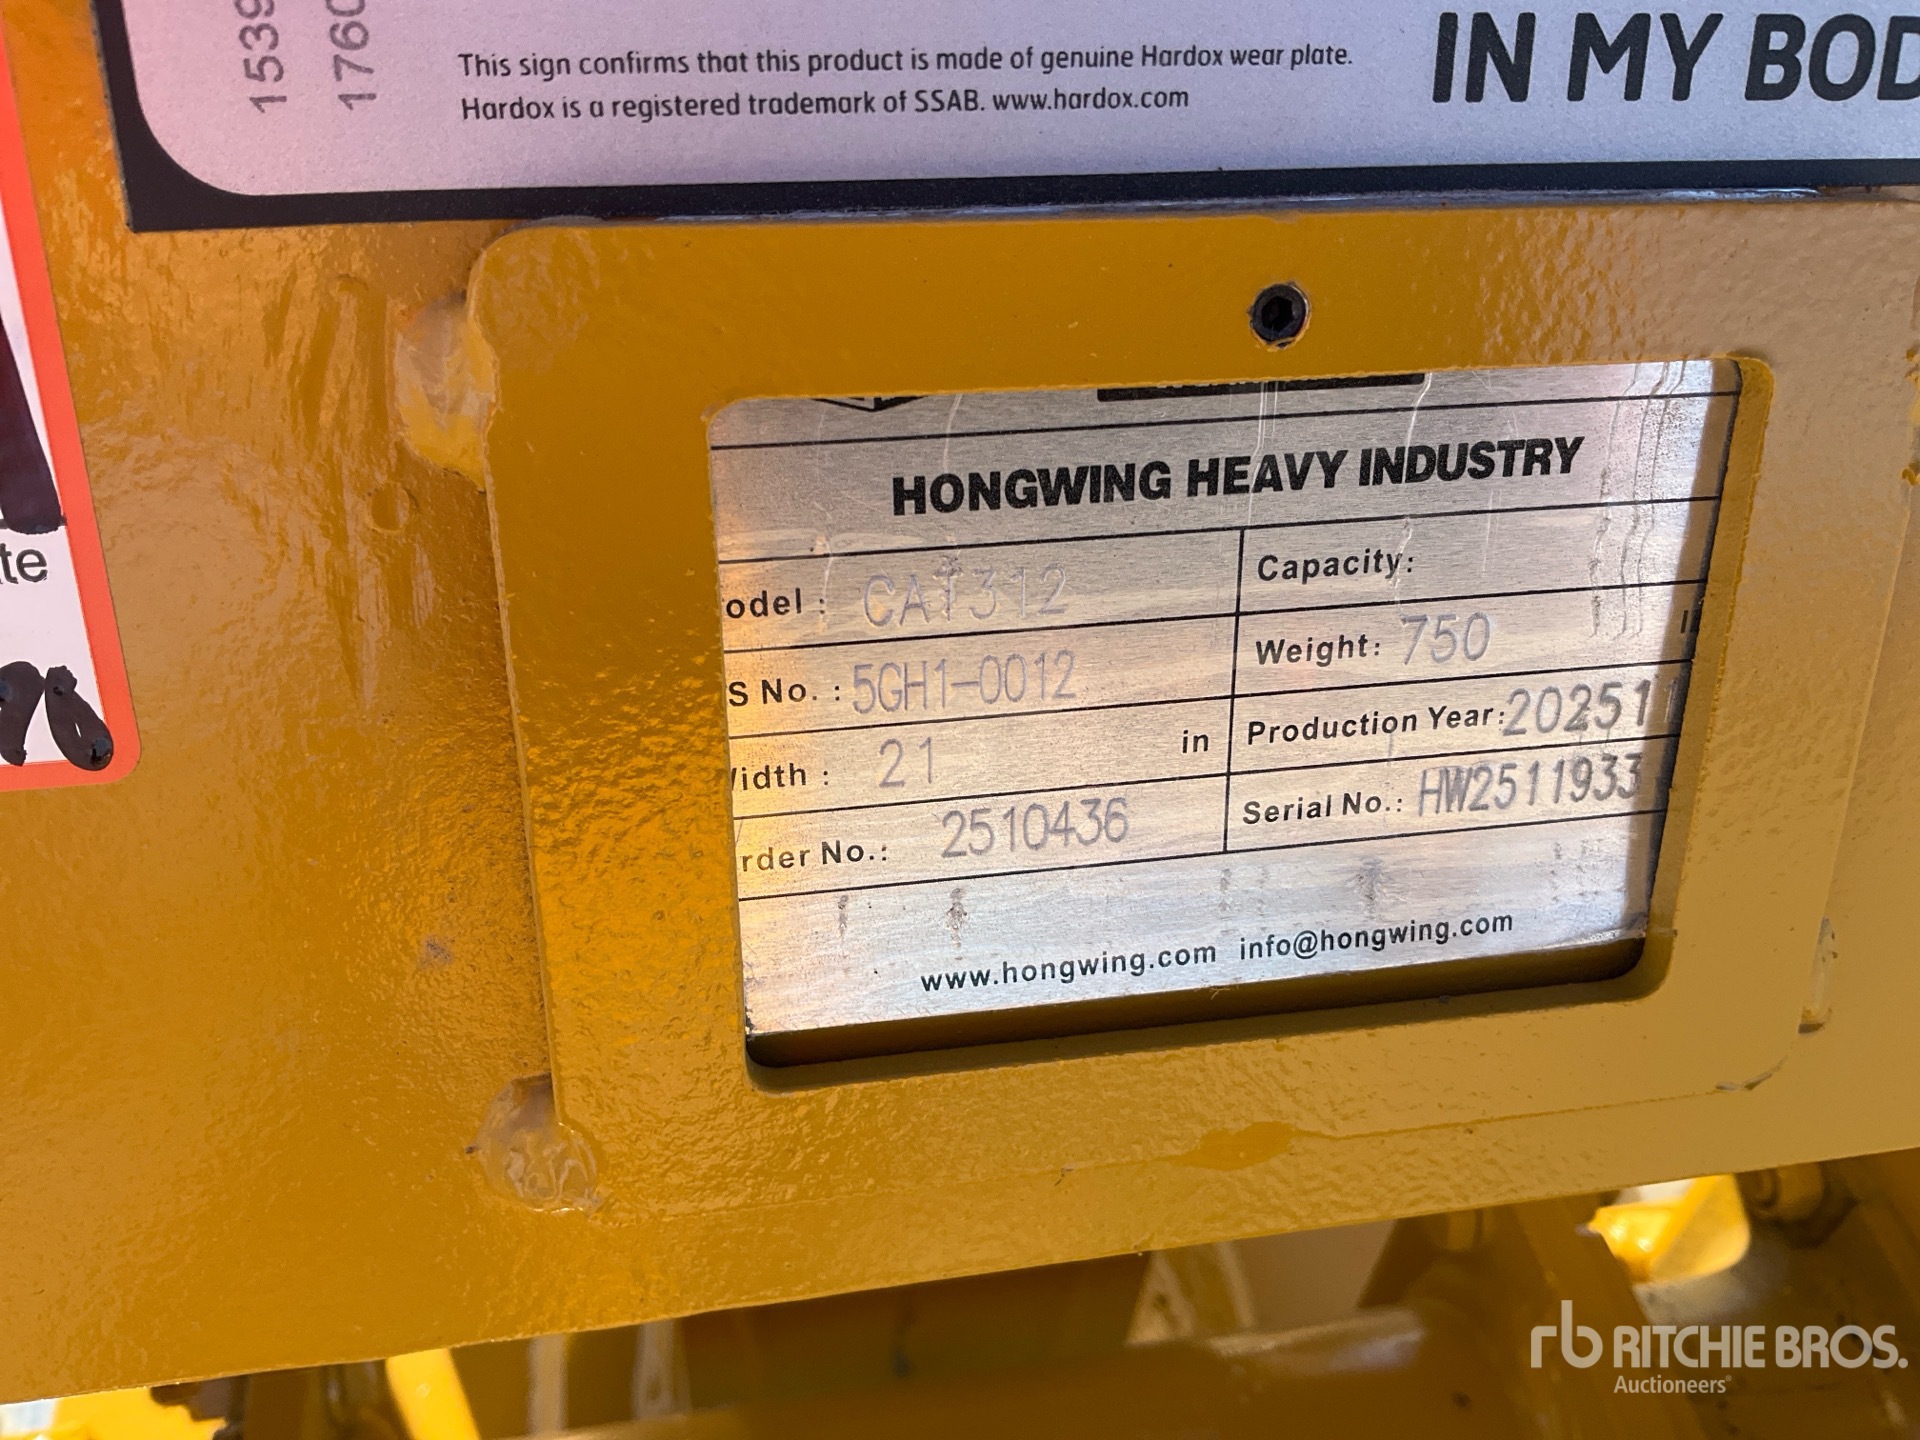 1539
1760
This sign confirms that this product is made of genuine Hardox wear plate.
Hardox is a registered trademark of SSAB. www.hardox.com
IN MY BOD
te
HONGWING HEAVY INDUSTRY
odel : CAT312
Capacity:
S No. : 5GH1-0012
Weight: 750
idth : 21 in
Production Year: 202511
rder No.: 2510436
Serial No.: HW2511933
www.hongwing.com info@hongwing.com
rb RITCHIE BROS.
Auctioneers